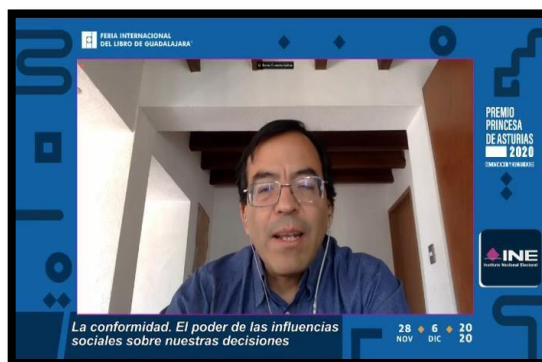 FERIA INTERNACIONAL
DEL LIBRO DE GUADALAJARA
PREMIO
PRINCESA
DE ASTURIAS
2020
INE
Instituto Nacional Electoral
La conformidad. El poder de las influencias
sociales sobre nuestras decisiones
28 6 20
NOV DIC 20